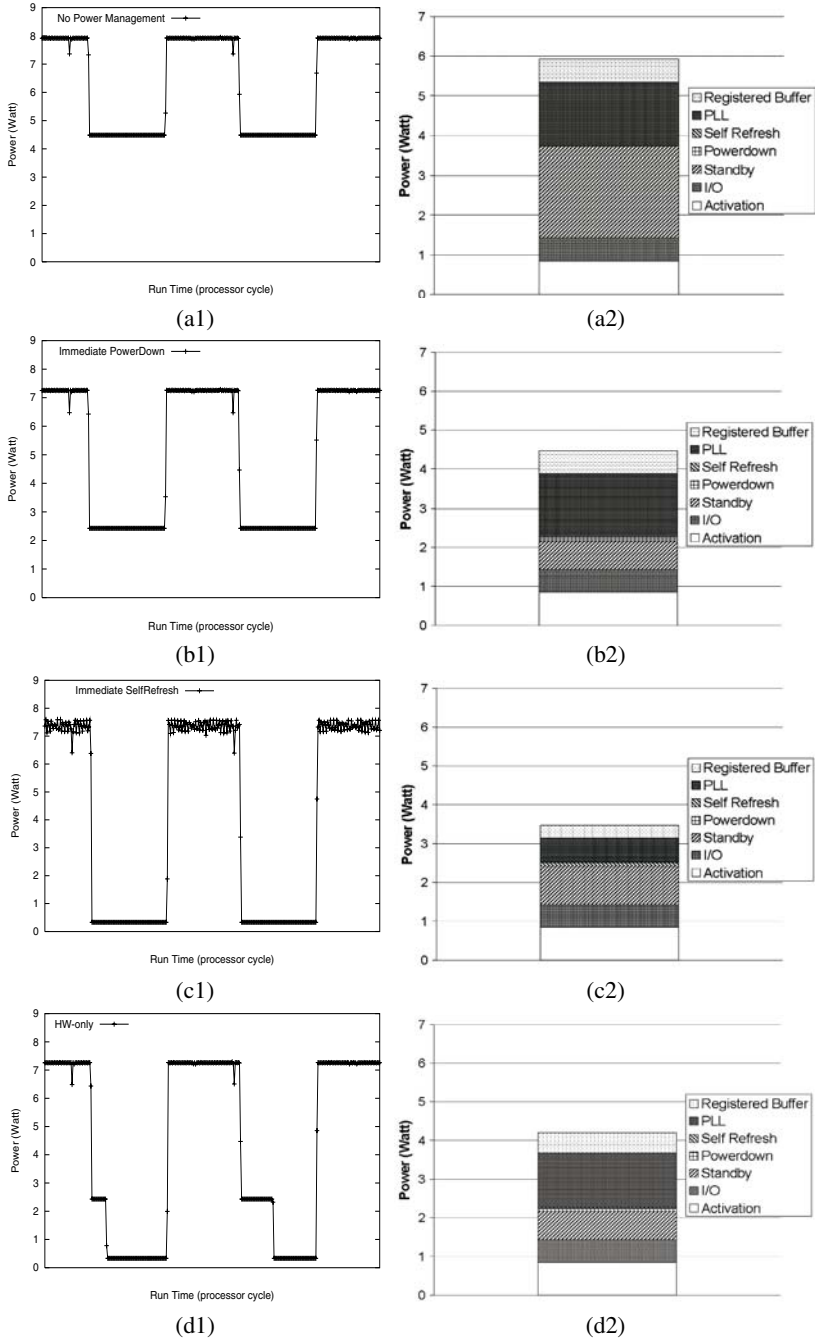 No Power Management
9
8
7
6
5
4
3
2
1
0
Power (Watt)
Run Time (processor cycle)
(a1)
7
6
5
4
3
2
1
0
Power (Watt)
Registered Buffer
PLL
Self Refresh
Powerdown
Standby
I/O
Activation
(a2)
Immediate PowerDown
9
8
7
6
5
4
3
2
1
0
Power (Watt)
Run Time (processor cycle)
(b1)
7
6
5
4
3
2
1
0
Power (Watt)
Registered Buffer
PLL
Self Refresh
Powerdown
Standby
I/O
Activation
(b2)
Immediate SelfRefresh
9
8
7
6
5
4
3
2
1
0
Power (Watt)
Run Time (processor cycle)
(c1)
7
6
5
4
3
2
1
0
Power (Watt)
Registered Buffer
PLL
Self Refresh
Powerdown
Standby
I/O
Activation
(c2)
HW-only
9
8
7
6
5
4
3
2
1
0
Power (Watt)
Run Time (processor cycle)
(d1)
7
6
5
4
3
2
1
0
Power (Watt)
Registered Buffer
PLL
Self Refresh
Powerdown
Standby
I/O
Activation
(d2)